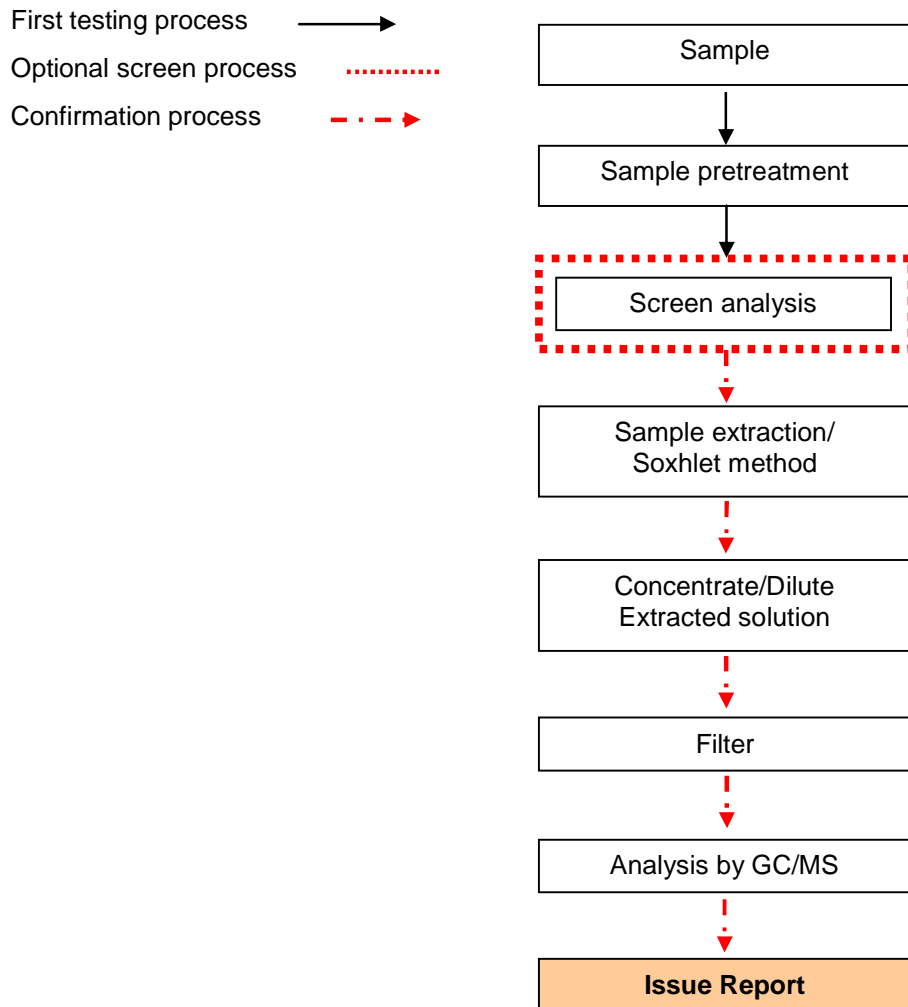 First testing process
Optional screen process
Confirmation process
Sample
Sample pretreatment
Screen analysis
Sample extraction/
Soxhlet method
Concentrate/Dilute
Extracted solution
Filter
Analysis by GC/MS
Issue Report